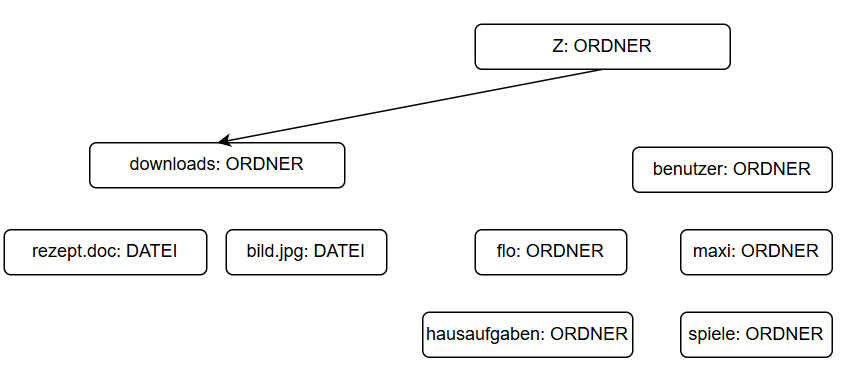 Z: ORDNER
downloads: ORDNER
benutzer: ORDNER
rezept.doc: DATEI
bild.jpg: DATEI
flo: ORDNER
maxi: ORDNER
hausaufgaben: ORDNER
spiele: ORDNER